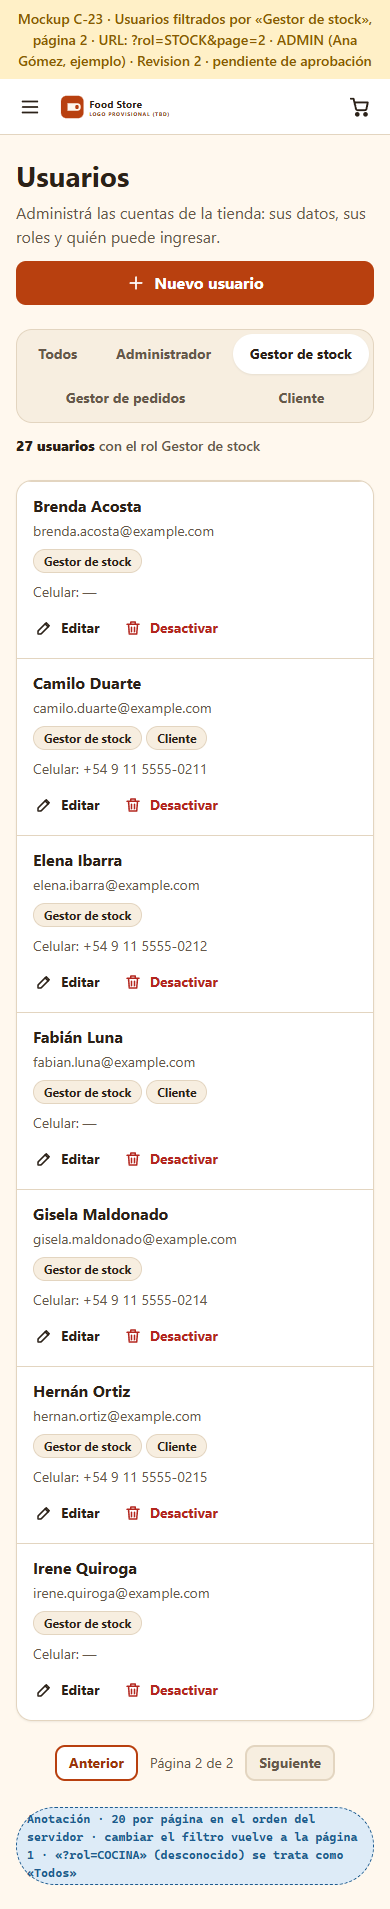 Mockup C-23 · Usuarios filtrados por «Gestor de stock»,
página 2 · URL: ?rol=STOCK&page=2 · ADMIN (Ana
Gómez, ejemplo) · Revision 2 · pendiente de aprobación
Food Store
LOGO PROVISIONAL (TBD)
Usuarios
Administrá las cuentas de la tienda: sus datos, sus
roles y quién puede ingresar.
Nuevo usuario
Todos Administrador Gestor de stock
Gestor de pedidos Cliente
27 usuarios con el rol Gestor de stock
Brenda Acosta
brenda.acosta@example.com
Gestor de stock
Celular: —
Editar Desactivar
Camilo Duarte
camilo.duarte@example.com
Gestor de stock Cliente
Celular: +54 9 11 5555-0211
Editar Desactivar
Elena Ibarra
elena.ibarra@example.com
Gestor de stock
Celular: +54 9 11 5555-0212
Editar Desactivar
Fabián Luna
fabian.luna@example.com
Gestor de stock Cliente
Celular: —
Editar Desactivar
Gisela Maldonado
gisela.maldonado@example.com
Gestor de stock
Celular: +54 9 11 5555-0214
Editar Desactivar
Hernán Ortiz
hernan.ortiz@example.com
Gestor de stock Cliente
Celular: +54 9 11 5555-0215
Editar Desactivar
Irene Quiroga
irene.quiroga@example.com
Gestor de stock
Celular: —
Editar Desactivar
Anterior Página 2 de 2 Siguiente
Anotación · 20 por página en el orden del
servidor · cambiar el filtro vuelve a la página
1 · «?rol=COCINA» (desconocido) se trata como
«Todos»